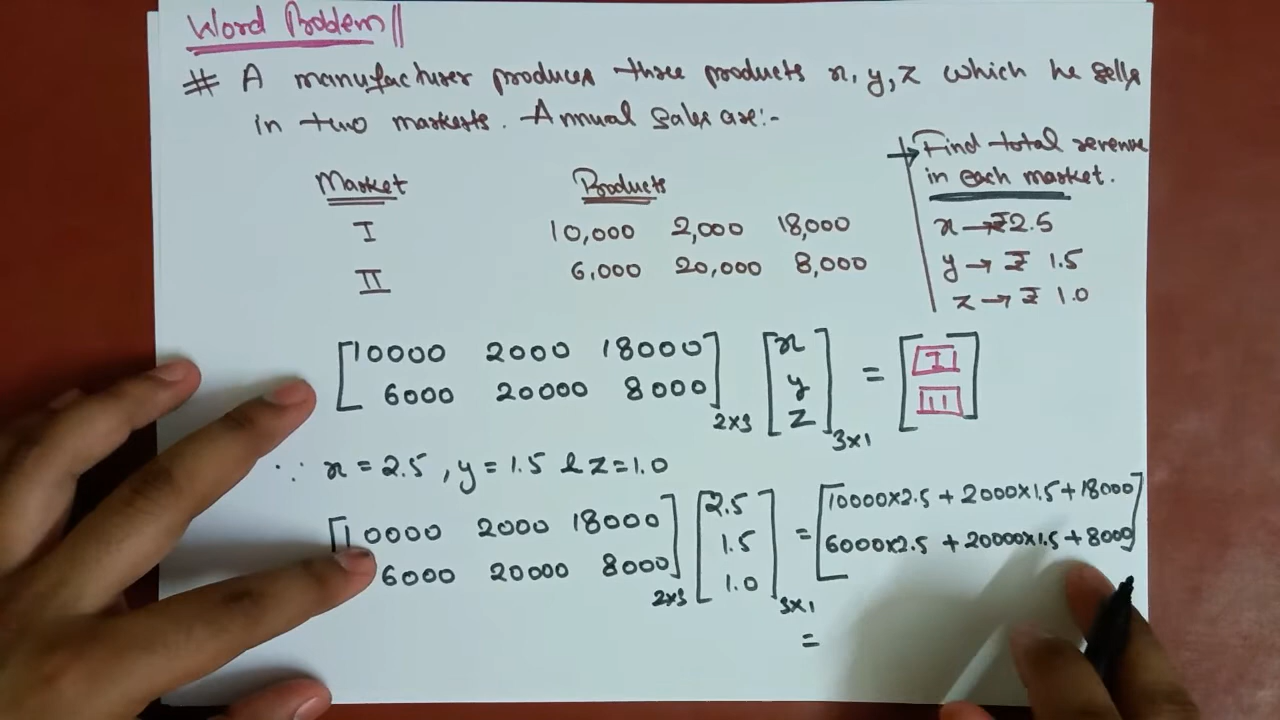 Word Problem
# A manufacturer produces three products x, y, z which he sells
in two markets. Annual sales are:-
→ Find total revenue
in each market.
Market Products
I 10,000 2,000 18,000
II 6,000 20,000 8,000
x → ₹2.5
y → ₹ 1.5
z → ₹ 1.0
[10000 2000 18000] [x] = [I]
[6000 20000 8000]2×3 [y] [II]
[z]3×1
∵ x = 2.5, y = 1.5 & z = 1.0
[10000 2000 18000] [2.5] = [10000×2.5 + 2000×1.5 + 18000]
[6000 20000 8000]2×3 [1.5] [6000×2.5 + 20000×1.5 + 8000]
[1.0]3×1
=